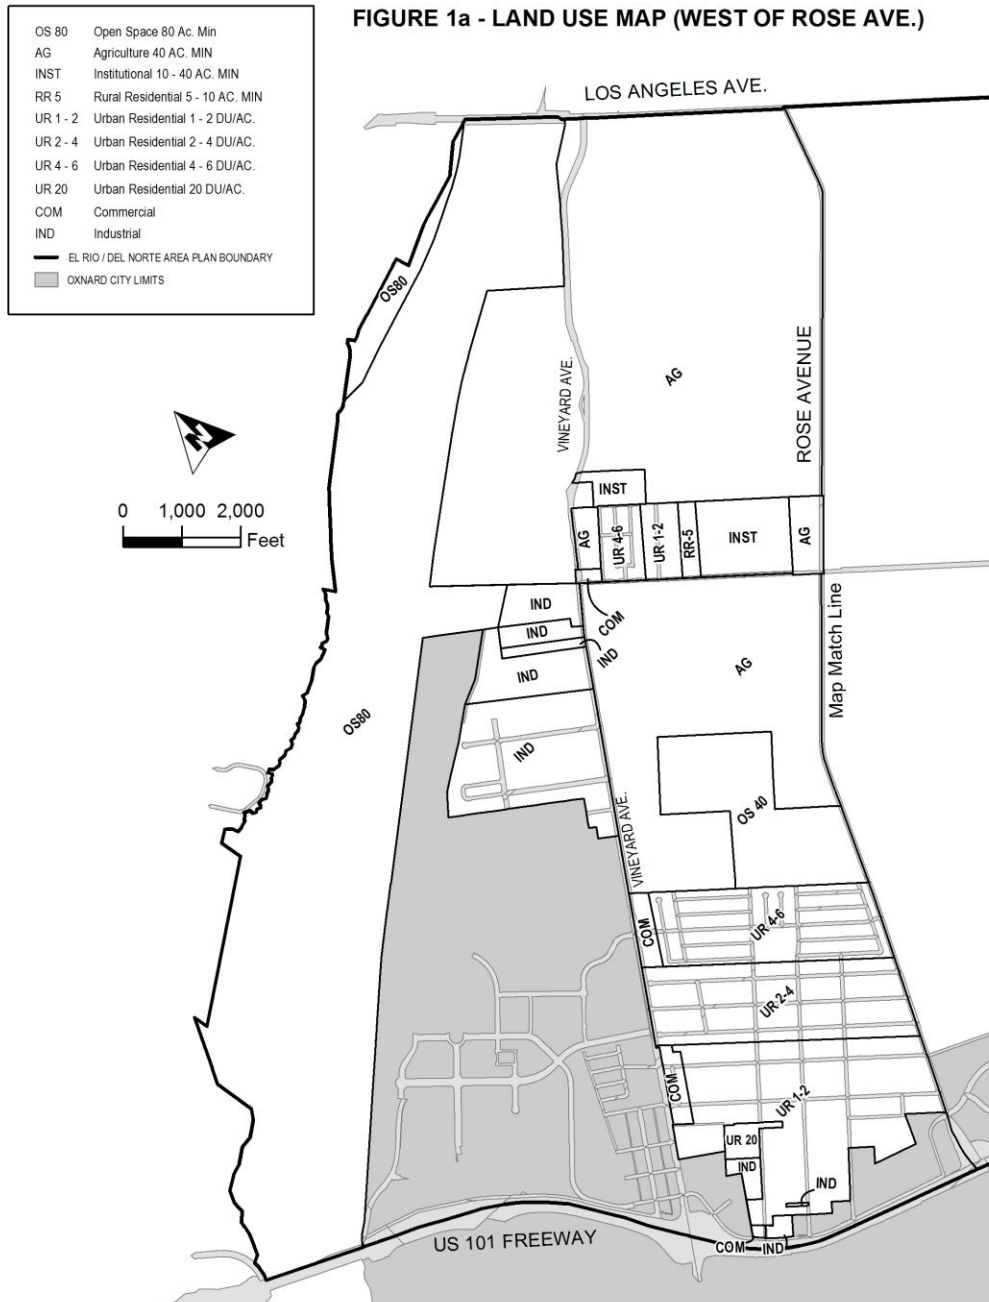 FIGURE 1a - LAND USE MAP (WEST OF ROSE AVE.)
OS 80 Open Space 80 Ac. Min
AG Agriculture 40 AC. MIN
INST Institutional 10 - 40 AC. MIN
RR 5 Rural Residential 5 - 10 AC. MIN
UR 1 - 2 Urban Residential 1 - 2 DU/AC.
UR 2 - 4 Urban Residential 2 - 4 DU/AC.
UR 4 - 6 Urban Residential 4 - 6 DU/AC.
UR 20 Urban Residential 20 DU/AC.
COM Commercial
IND Industrial
EL RIO / DEL NORTE AREA PLAN BOUNDARY
OXNARD CITY LIMITS
LOS ANGELES AVE.
OS80
VINEYARD AVE.
AG
ROSE AVENUE
N
0 1,000 2,000
Feet
INST
AG
UR 4-6
UR 1-2
RR-5
INST
AG
IND
COM
IND
IND
IND
Map Match Line
AG
OS80
IND
OS 40
VINEYARD AVE.
COM
UR 4-6
UR 2-4
COM
UR 1-2
UR 20
IND
IND
US 101 FREEWAY
COM
IND